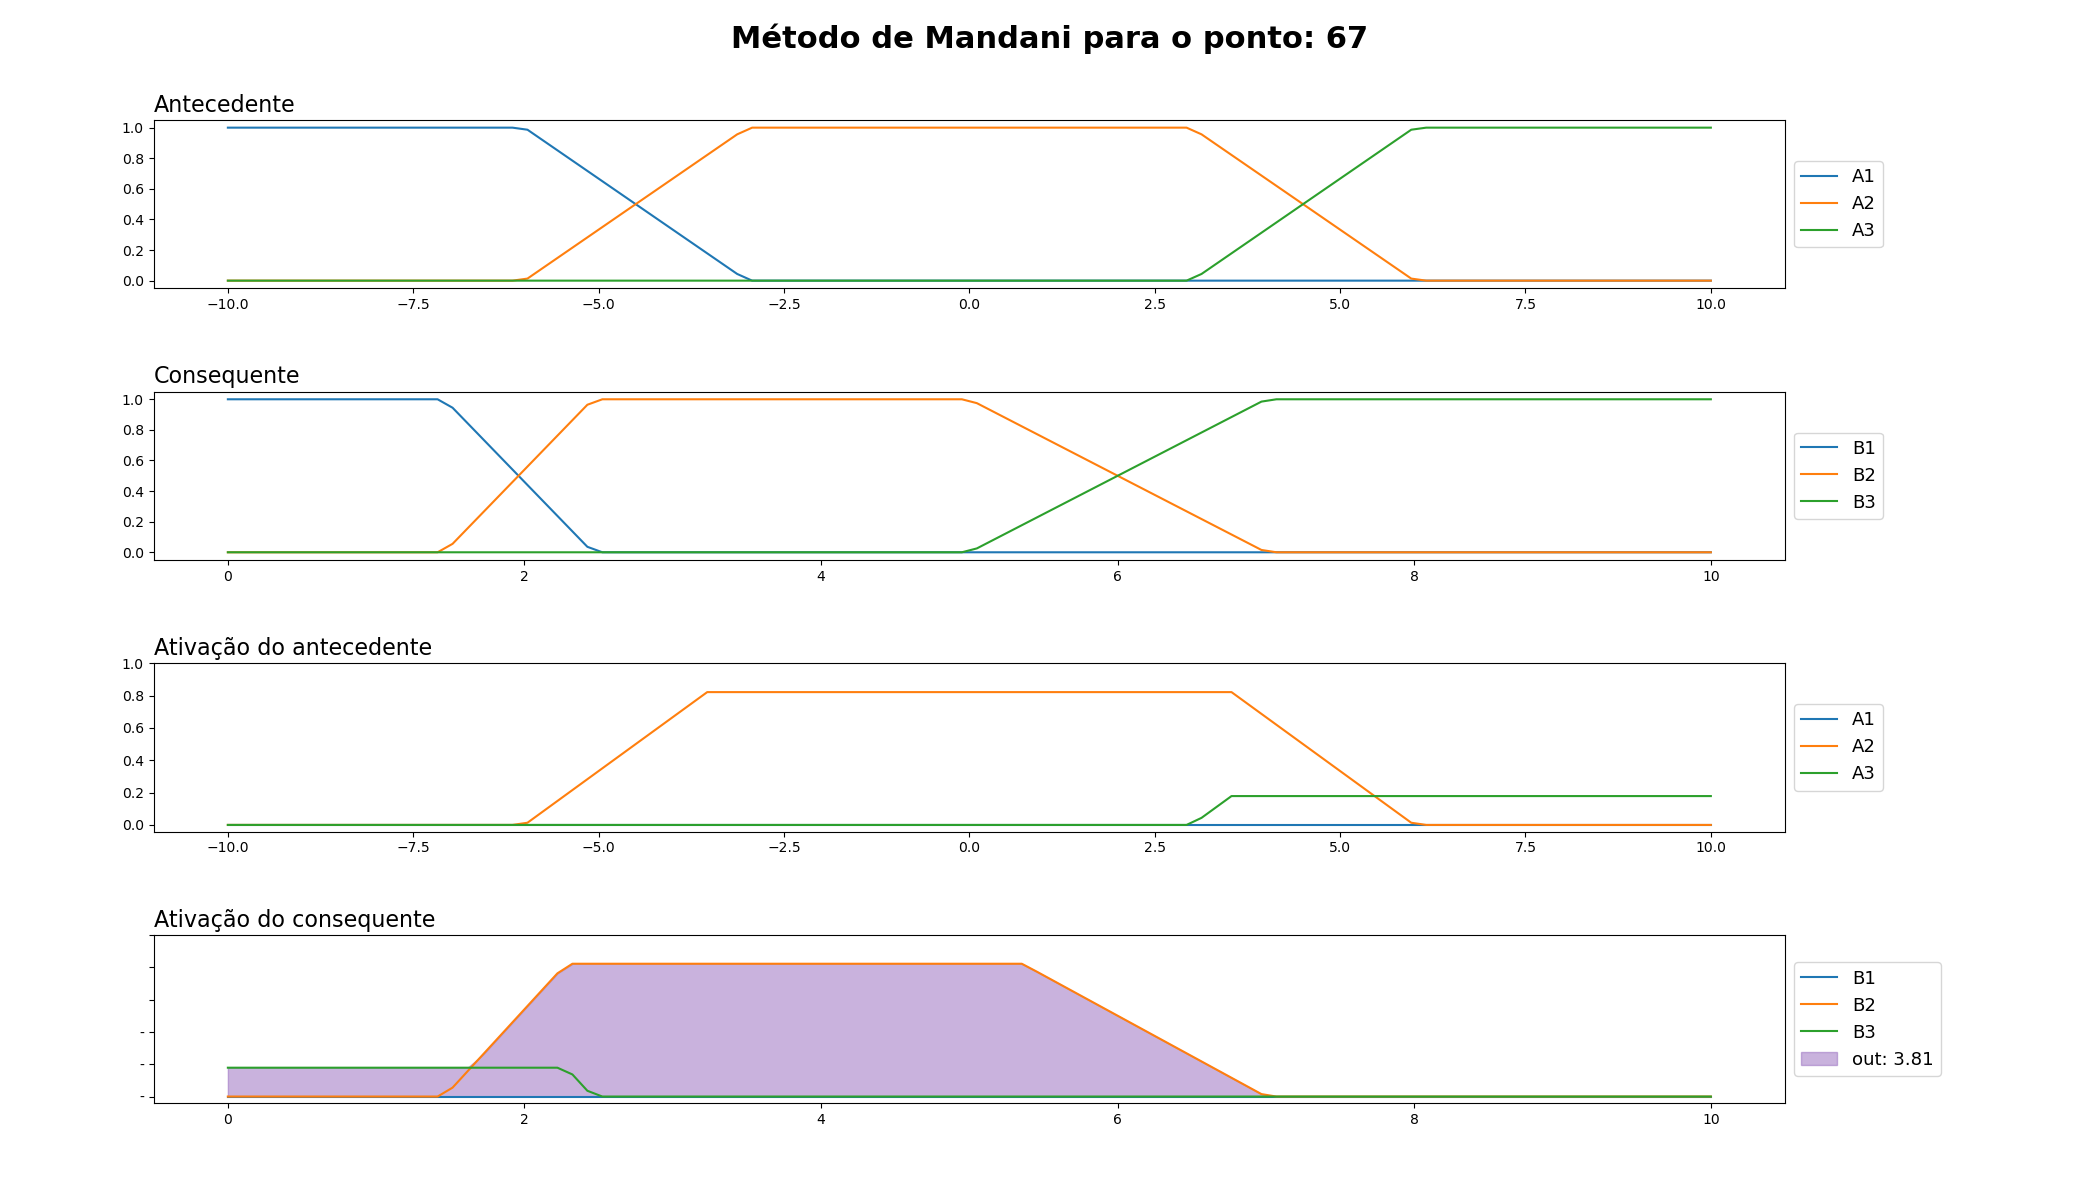 Método de Mandani para o ponto: 67
Antecedente
1.0
0.8
0.6
0.4
0.2
0.0
−10.0 −7.5 −5.0 −2.5 0.0 2.5 5.0 7.5 10.0
A1
A2
A3
Consequente
1.0
0.8
0.6
0.4
0.2
0.0
0 2 4 6 8 10
B1
B2
B3
Ativação do antecedente
1.0
0.8
0.6
0.4
0.2
0.0
−10.0 −7.5 −5.0 −2.5 0.0 2.5 5.0 7.5 10.0
A1
A2
A3
Ativação do consequente
-
-
-
0 2 4 6 8 10
B1
B2
B3
out: 3.81